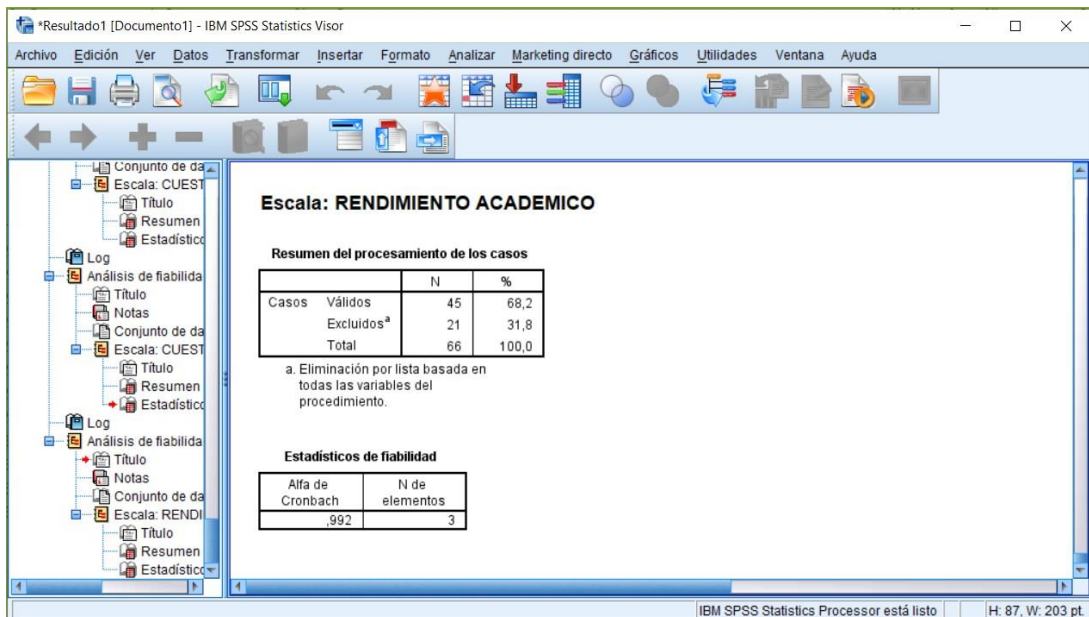 *Resultado1 [Documento1] - IBM SPSS Statistics Visor
Archivo Edición Ver Datos Transformar Insertar Formato Analizar Marketing directo Gráficos Utilidades Ventana Ayuda
Conjunto de da
Escala: CUEST
Título
Resumen
Estadístico
Log
Análisis de fiabilida
Título
Notas
Conjunto de da
Escala: CUEST
Título
Resumen
Estadístico
Log
Análisis de fiabilida
Título
Notas
Conjunto de da
Escala: RENDI
Título
Resumen
Estadístico
Escala: RENDIMIENTO ACADEMICO
Resumen del procesamiento de los casos
N %
Casos Válidos 45 68,2
Excluidosª 21 31,8
Total 66 100,0
a. Eliminación por lista basada en
todas las variables del
procedimiento.
Estadísticos de fiabilidad
Alfa de Cronbach N de elementos
,992 3
IBM SPSS Statistics Processor está listo H: 87, W: 203 pt.